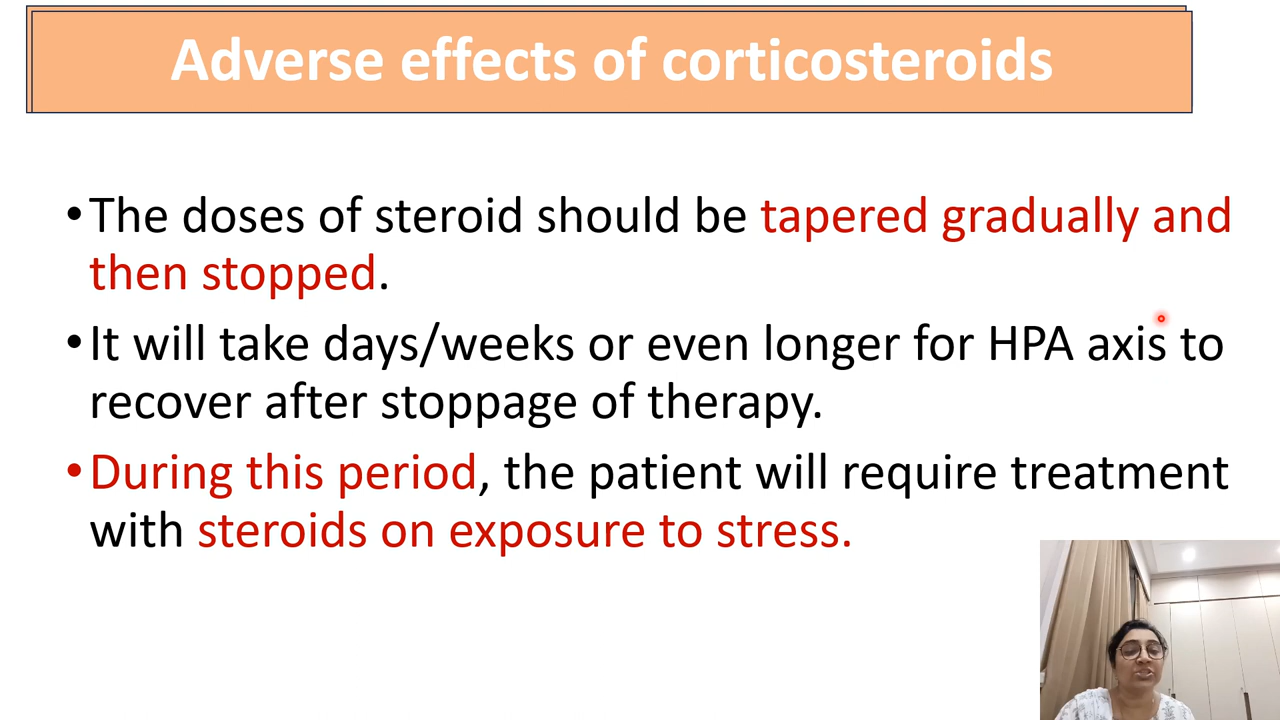 Adverse effects of corticosteroids
•The doses of steroid should be tapered gradually and
then stopped.
•It will take days/weeks or even longer for HPA axis to
recover after stoppage of therapy.
•During this period, the patient will require treatment
with steroids on exposure to stress.